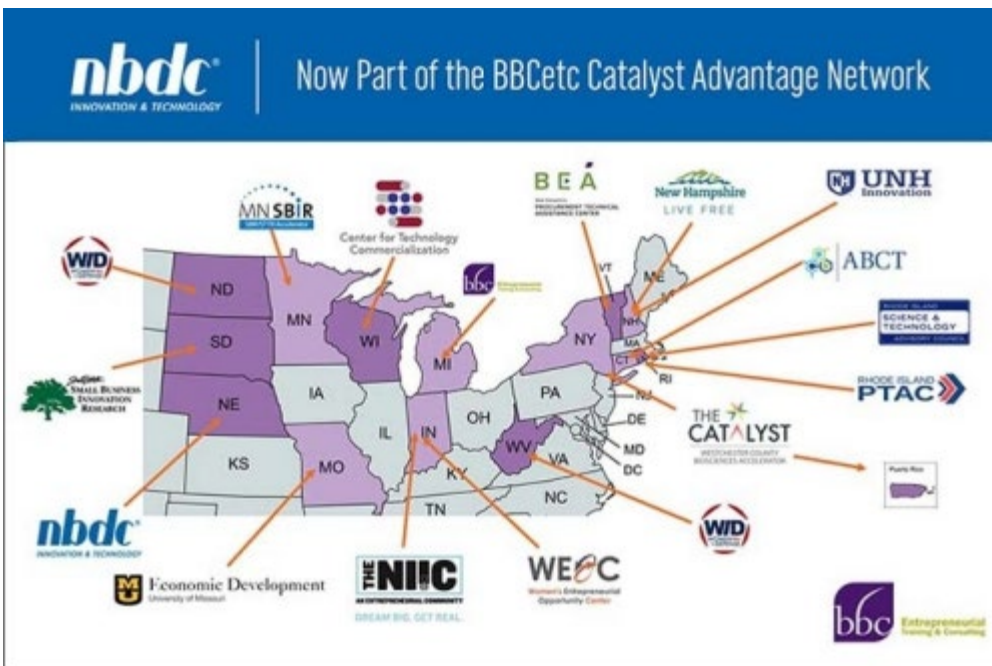 nbdc
INNOVATION & TECHNOLOGY
Now Part of the BBCetc Catalyst Advantage Network
BEA
PROCUREMENT TECHNICAL
ASSISTANCE CENTER
New Hampshire
LIVE FREE
NH UNH
Innovation
MN SBIR
Center for Technology
Commercialization
bbc Entrepreneurial
Training & Consulting
ABCT
WID
VT
ME
ND
MN
SD
WI
MI
NY
NH
MA
CT
RI
RHODE ISLAND
SCIENCE &
TECHNOLOGY
ADVISORY COUNCIL
SMALL BUSINESS
INNOVATION
RESEARCH
NE
IA
IL
IN
OH
PA
NJ
DE
MD
DC
RHODE ISLAND
PTAC
THE
CATALYST
WESTCHESTER COUNTY
BIOSCIENCES ACCELERATOR
KS
MO
KY
WV
VA
TN
NC
Puerto Rico
nbdc
INNOVATION & TECHNOLOGY
WID
MU Economic Development
University of Missouri
THE NIIC
AN ENTREPRENEURIAL COMMUNITY
DREAM BIG. GET REAL.
WEOC
Women's Entrepreneurial
Opportunity Center
bbc Entrepreneurial
Training & Consulting